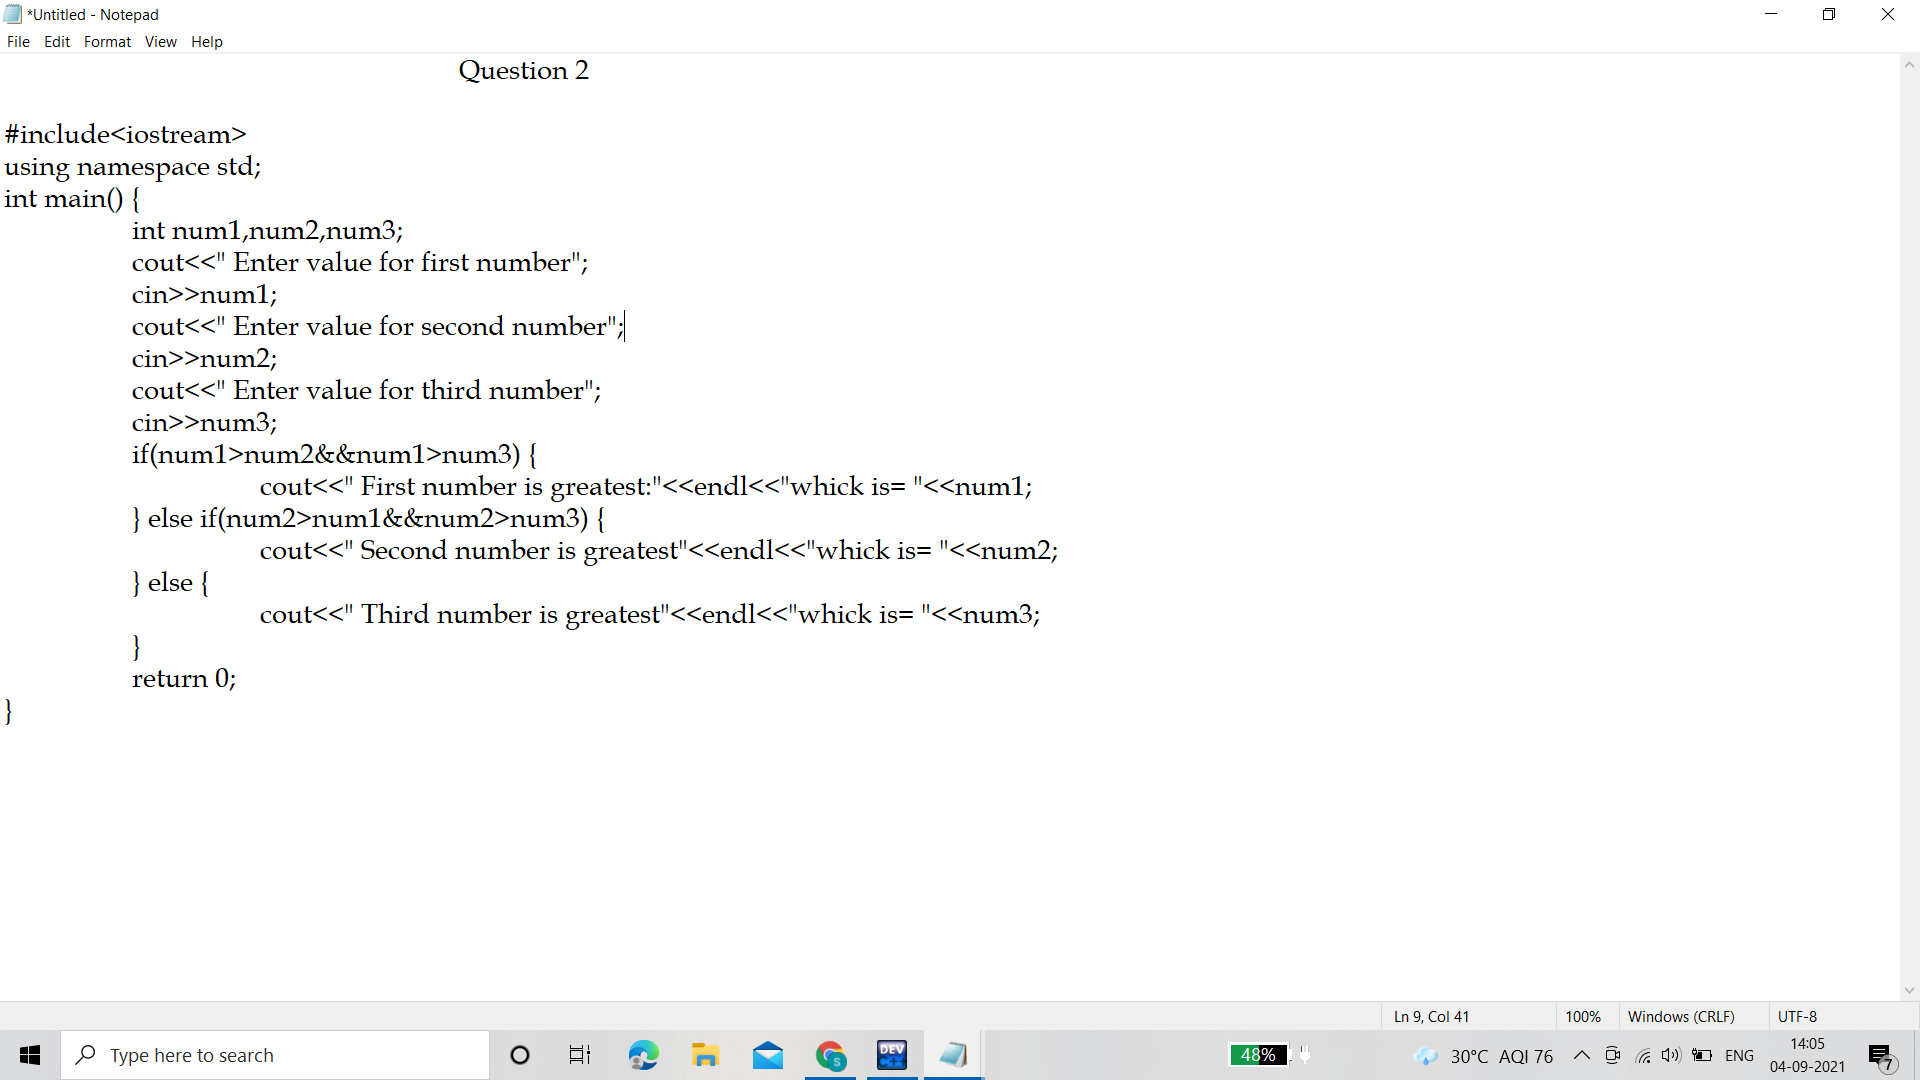 *Untitled - Notepad
File Edit Format View Help
Question 2
#include<iostream>
using namespace std;
int main() {
int num1,num2,num3;
cout<<" Enter value for first number";
cin>>num1;
cout<<" Enter value for second number";
cin>>num2;
cout<<" Enter value for third number";
cin>>num3;
if(num1>num2&&num1>num3) {
cout<<" First number is greatest:"<<endl<<"whick is= "<<num1;
} else if(num2>num1&&num2>num3) {
cout<<" Second number is greatest"<<endl<<"whick is= "<<num2;
} else {
cout<<" Third number is greatest"<<endl<<"whick is= "<<num3;
}
return 0;
}
Ln 9, Col 41 100% Windows (CRLF) UTF-8
Type here to search DEV C++ S 48% 30°C AQI 76 ENG 14:05 7
04-09-2021